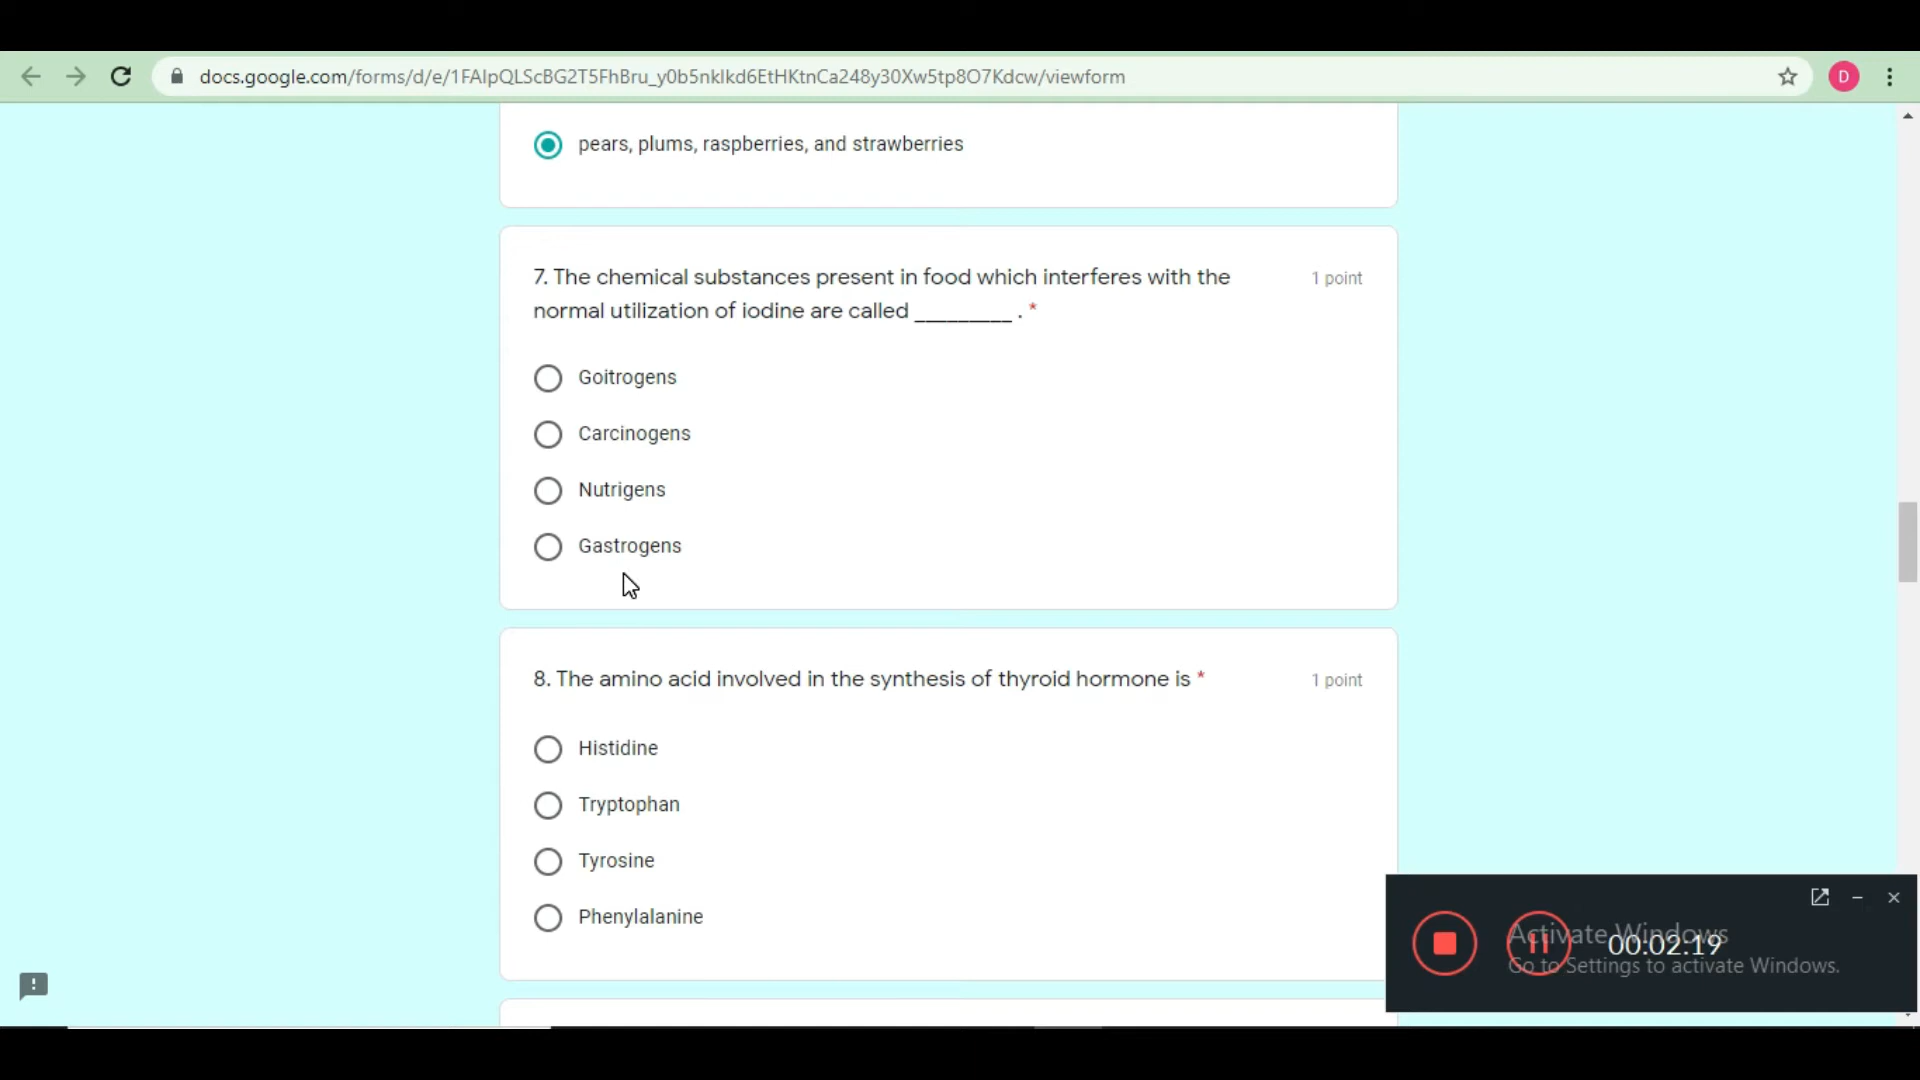 docs.google.com/forms/d/e/1FAIpQLScBG2T5FhBru_y0b5nklkd6EtHKtnCa248y30Xw5tp8O7Kdcw/viewform
D
pears, plums, raspberries, and strawberries
7. The chemical substances present in food which interferes with the
1 point
normal utilization of iodine are called _________ . *
Goitrogens
Carcinogens
Nutrigens
Gastrogens
8. The amino acid involved in the synthesis of thyroid hormone is *
1 point
Histidine
Tryptophan
Tyrosine
Phenylalanine
Activate Windows
00:02:19
Go to Settings to activate Windows.